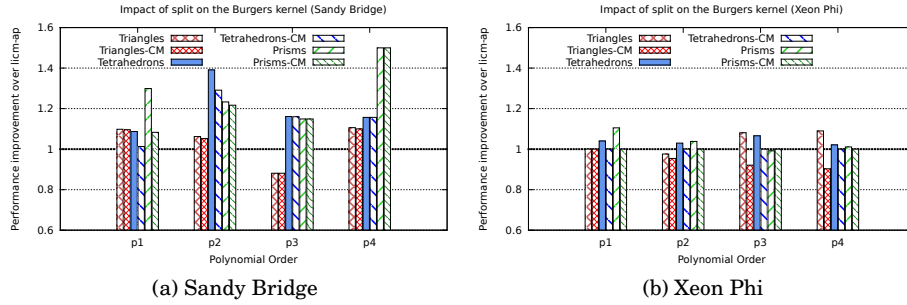 Impact of split on the Burgers kernel (Sandy Bridge)
Performance improvement over licm-ap
1.6
1.4
1.2
1
0.8
0.6
Triangles
Triangles-CM
Tetrahedrons
Tetrahedrons-CM
Prisms
Prisms-CM
p1 p2 p3 p4
Polynomial Order
(a) Sandy Bridge
Impact of split on the Burgers kernel (Xeon Phi)
Performance improvement over licm-ap
1.6
1.4
1.2
1
0.8
0.6
Triangles
Triangles-CM
Tetrahedrons
Tetrahedrons-CM
Prisms
Prisms-CM
p1 p2 p3 p4
Polynomial Order
(b) Xeon Phi